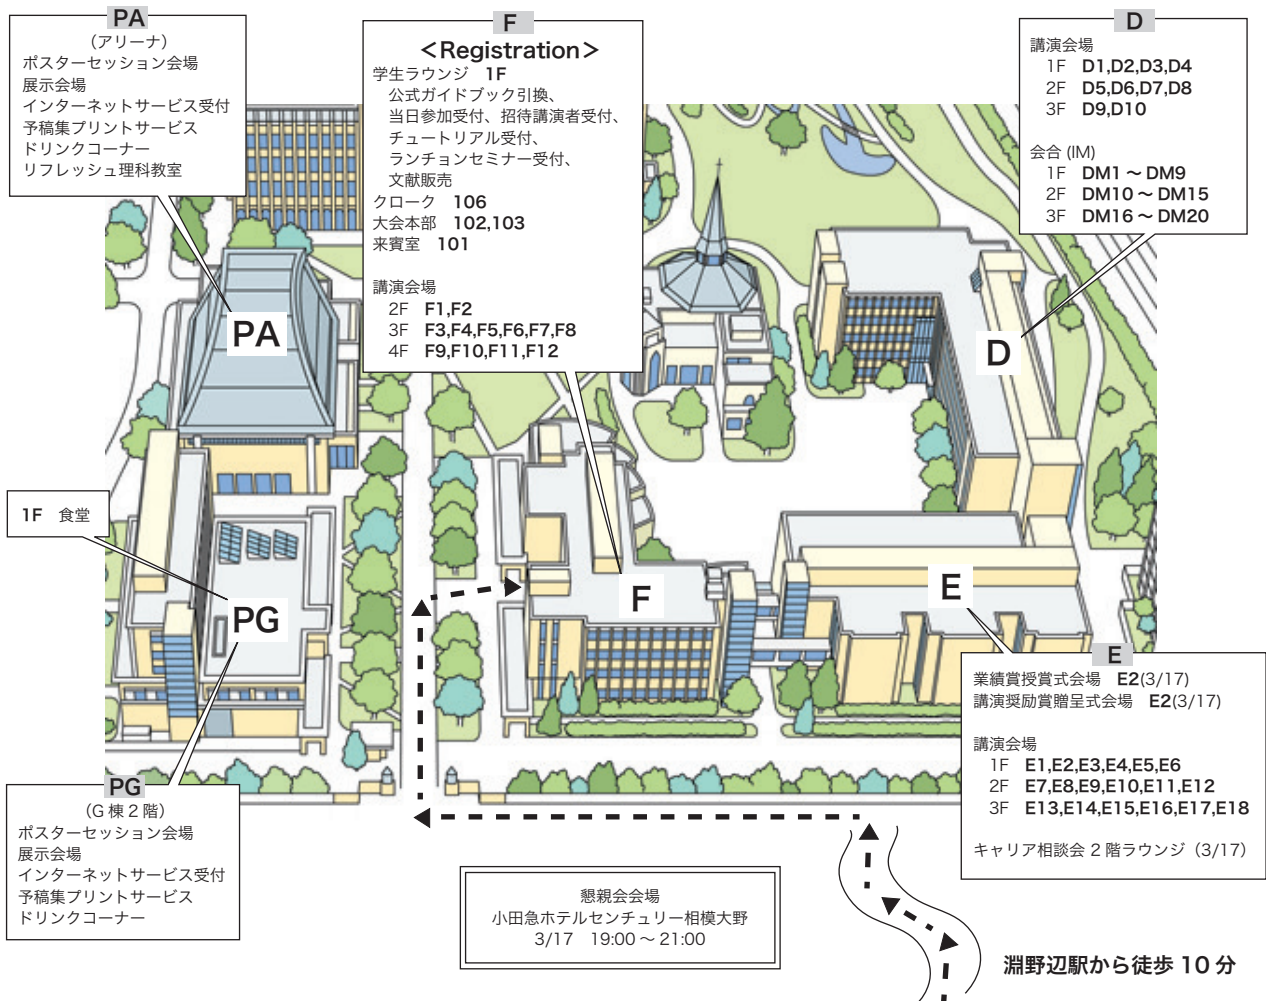 PA
(アリーナ)
ポスターセッション会場
展示会場
インターネットサービス受付
予稿集プリントサービス
ドリンクコーナー
リフレッシュ理科教室
F
<Registration>
学生ラウンジ 1F
公式ガイドブック引換、
当日参加受付、招待講演者受付、
チュートリアル受付、
ランチョンセミナー受付、
文献販売
クローク 106
大会本部 102,103
来賓室 101
講演会場
2F F1,F2
3F F3,F4,F5,F6,F7,F8
4F F9,F10,F11,F12
D
講演会場
1F D1,D2,D3,D4
2F D5,D6,D7,D8
3F D9,D10
会合 (IM)
1F DM1 ～ DM9
2F DM10 ～ DM15
3F DM16 ～ DM20
PA
D
1F 食堂
PG
F
E
E
業績賞授賞式会場 E2(3/17)
講演奨励賞贈呈式会場 E2(3/17)
講演会場
1F E1,E2,E3,E4,E5,E6
2F E7,E8,E9,E10,E11,E12
3F E13,E14,E15,E16,E17,E18
キャリア相談会 2 階ラウンジ（3/17）
PG
(G 棟 2 階)
ポスターセッション会場
展示会場
インターネットサービス受付
予稿集プリントサービス
ドリンクコーナー
懇親会会場
小田急ホテルセンチュリー相模大野
3/17 19:00 ～ 21:00
淵野辺駅から徒歩 10 分